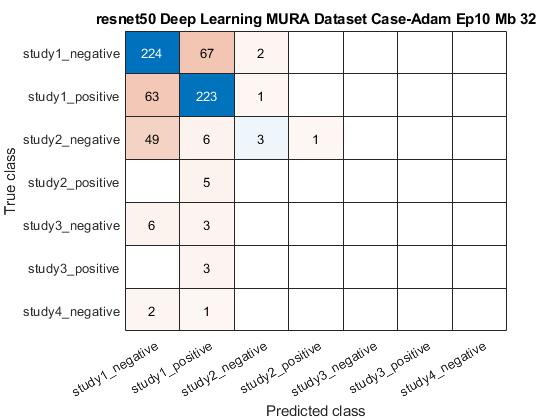 resnet50 Deep Learning MURA Dataset Case-Adam Ep10 Mb 32
study1_negative 224 67 2
study1_positive 63 223 1
study2_negative 49 6 3 1
study2_positive 5
study3_negative 6 3
study3_positive 3
study4_negative 2 1
True class
study1_negative study1_positive study2_negative study2_positive study3_negative study3_positive study4_negative
Predicted class